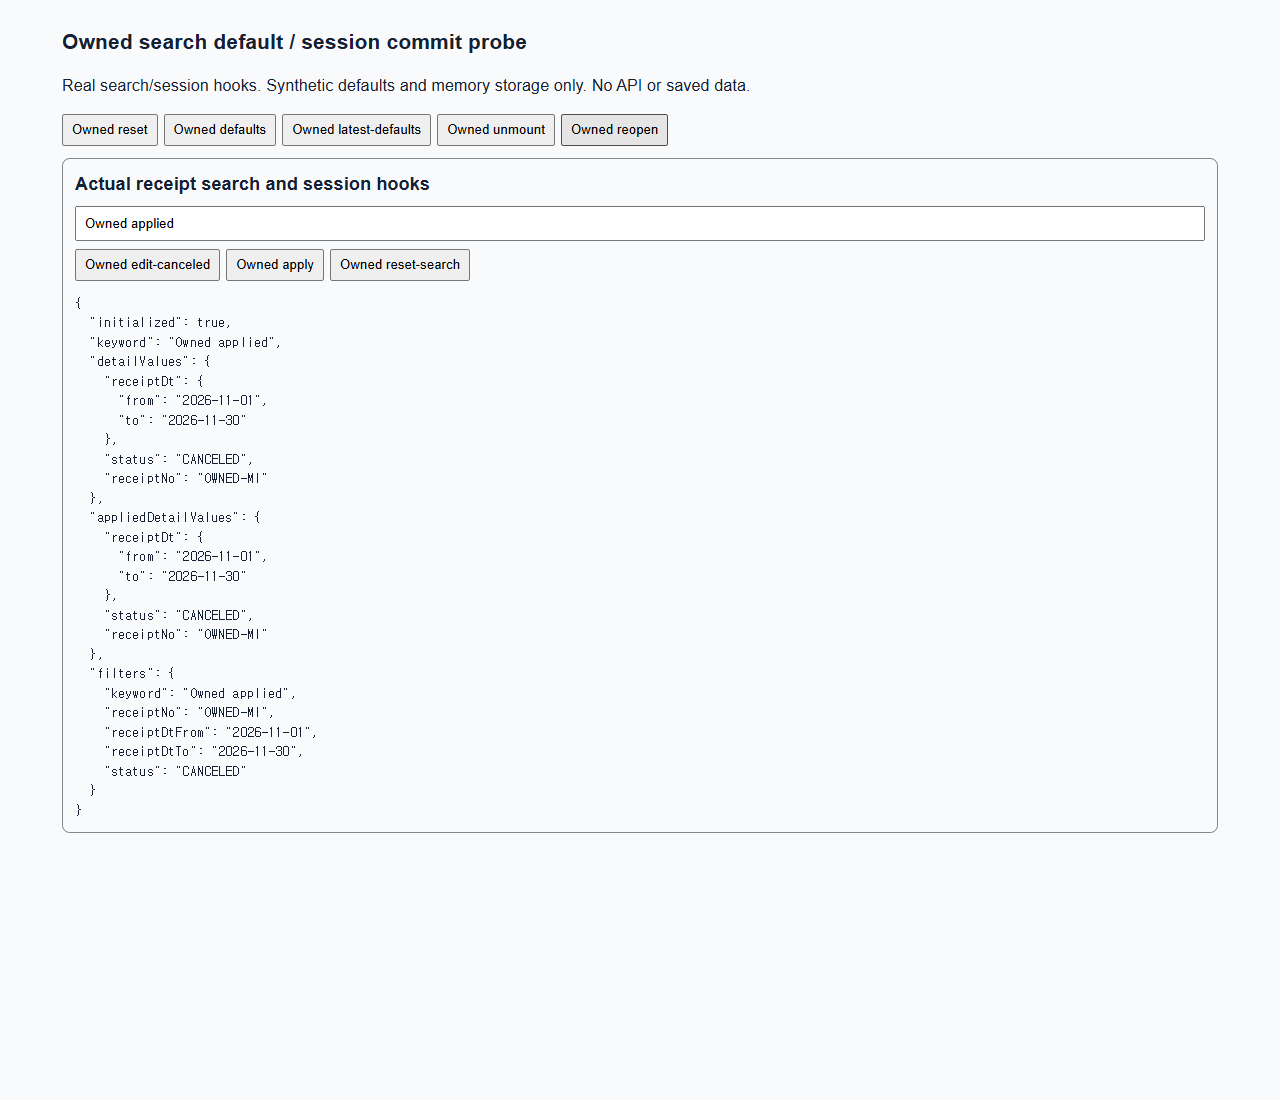 Owned search default / session commit probe
Real search/session hooks. Synthetic defaults and memory storage only. No API or saved data.
Owned reset Owned defaults Owned latest-defaults Owned unmount Owned reopen
Actual receipt search and session hooks
Owned applied
Owned edit-canceled Owned apply Owned reset-search
{
  "initialized": true,
  "keyword": "Owned applied",
  "detailValues": {
    "receiptDt": {
      "from": "2026-11-01",
      "to": "2026-11-30"
    },
    "status": "CANCELED",
    "receiptNo": "OWNED-MI"
  },
  "appliedDetailValues": {
    "receiptDt": {
      "from": "2026-11-01",
      "to": "2026-11-30"
    },
    "status": "CANCELED",
    "receiptNo": "OWNED-MI"
  },
  "filters": {
    "keyword": "Owned applied",
    "receiptNo": "OWNED-MI",
    "receiptDtFrom": "2026-11-01",
    "receiptDtTo": "2026-11-30",
    "status": "CANCELED"
  }
}